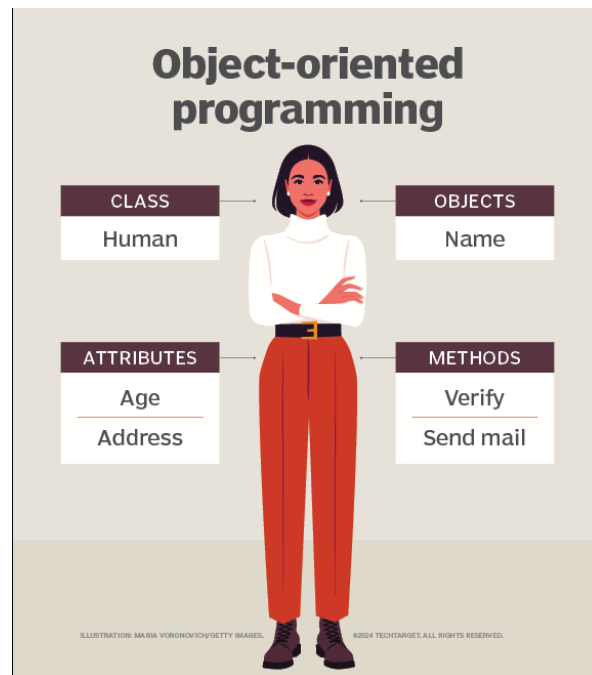 Object-oriented
programming
CLASS
Human
OBJECTS
Name
ATTRIBUTES
Age
Address
METHODS
Verify
Send mail
ILLUSTRATION: MARIA VORONOVICH/GETTY IMAGES.
©2024 TECHTARGET. ALL RIGHTS RESERVED.